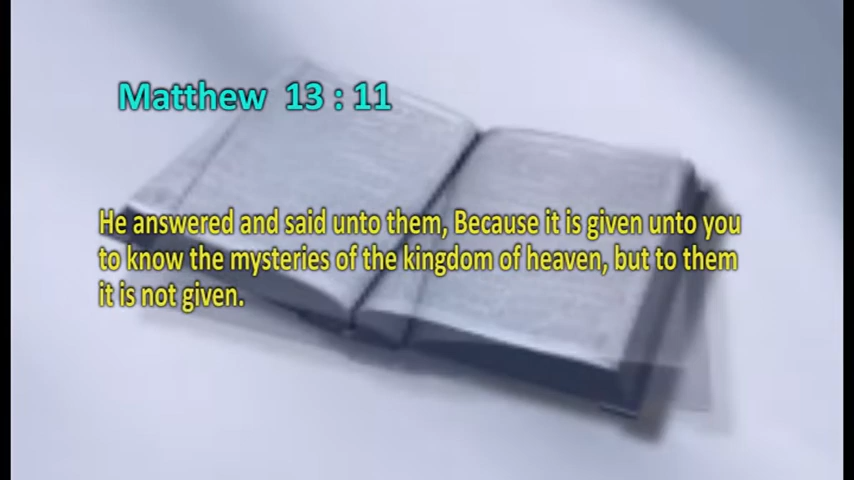 Matthew 13 : 11
He answered and said unto them, Because it is given unto you
to know the mysteries of the kingdom of heaven, but to them
it is not given.